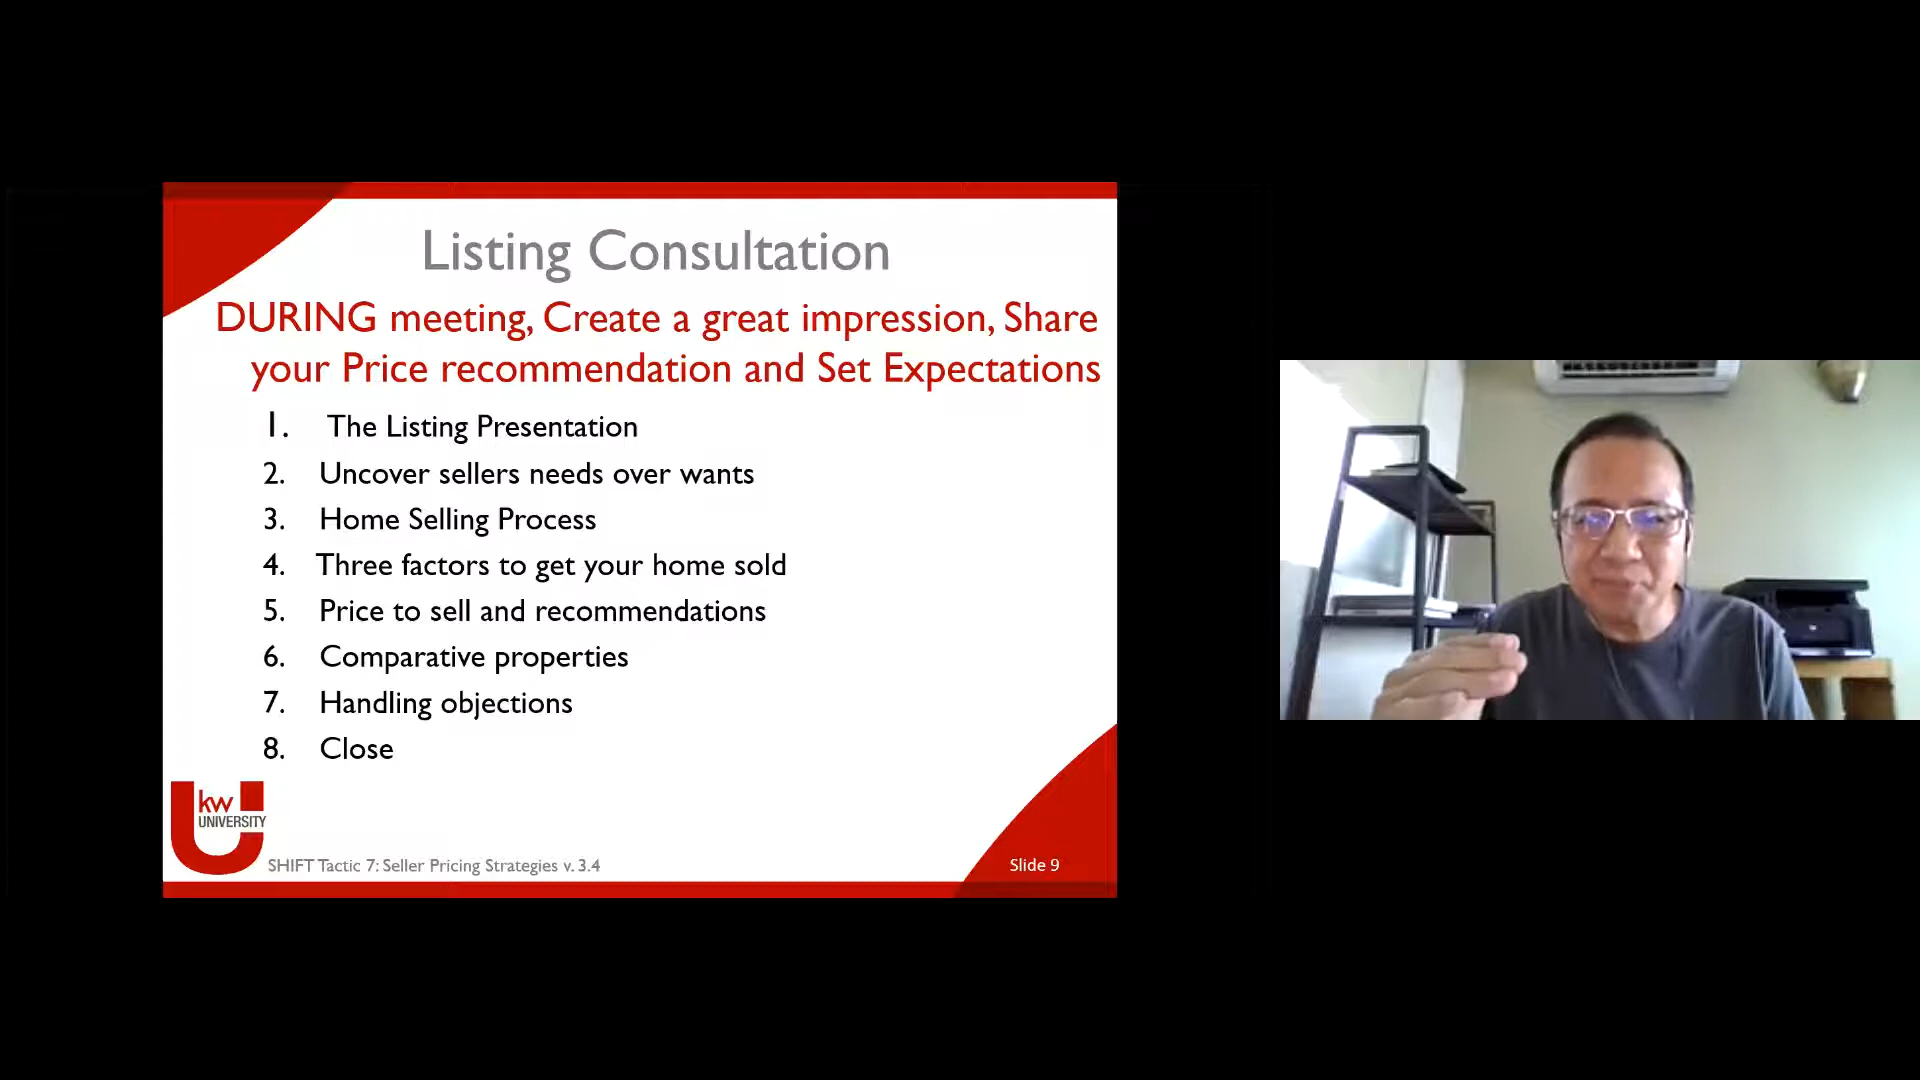 Listing Consultation
DURING meeting, Create a great impression, Share
your Price recommendation and Set Expectations
1. The Listing Presentation
2. Uncover sellers needs over wants
3. Home Selling Process
4. Three factors to get your home sold
5. Price to sell and recommendations
6. Comparative properties
7. Handling objections
8. Close
kw
UNIVERSITY
SHIFT Tactic 7: Seller Pricing Strategies v. 3.4
Slide 9